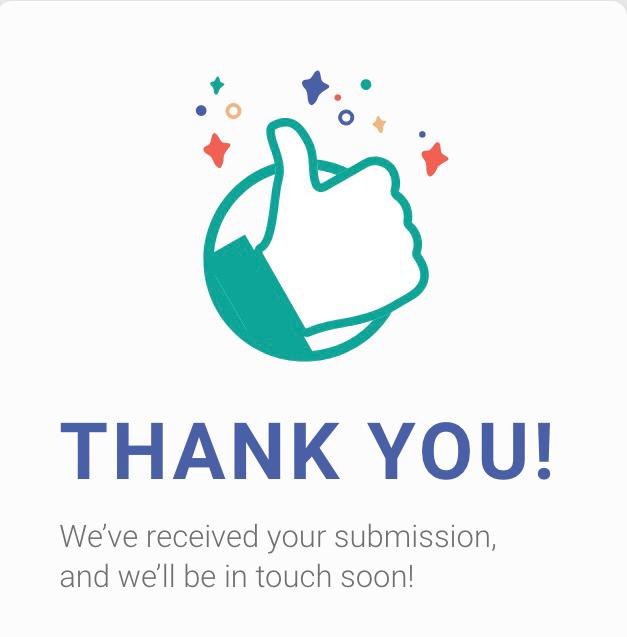 THANK YOU!
We’ve received your submission,
and we’ll be in touch soon!